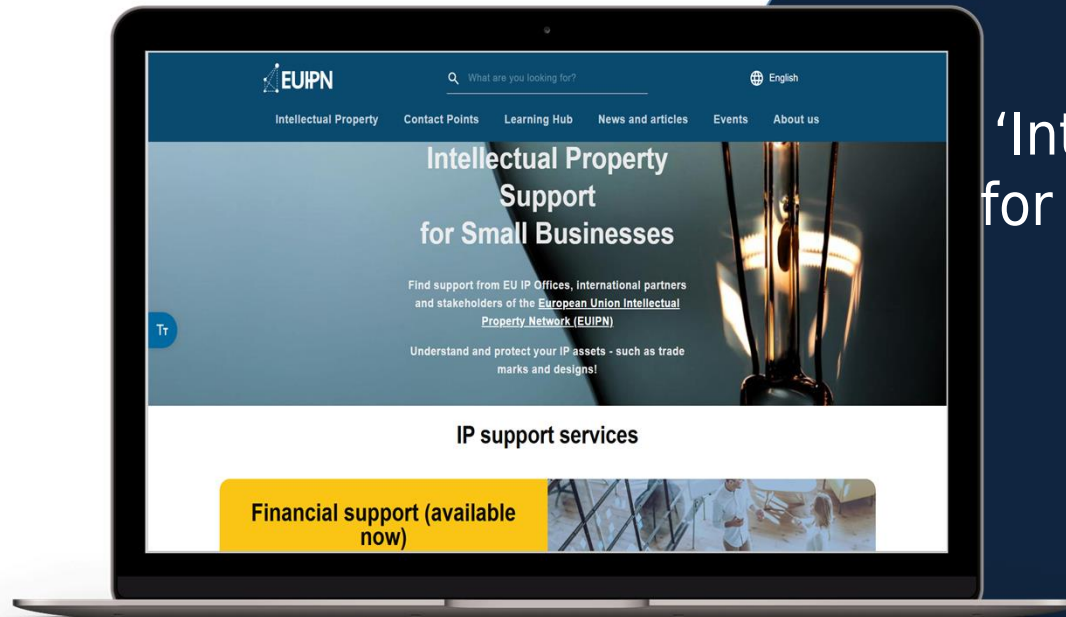 EUIPN
What are you looking for?
English
Intellectual Property Contact Points Learning Hub News and articles Events About us
Intellectual Property
Support
for Small Businesses
Find support from EU IP Offices, international partners
and stakeholders of the European Union Intellectual
Property Network (EUIPN)
Understand and protect your IP assets - such as trade
marks and designs!
Tт
IP support services
Financial support (available
now)
‘Int
for